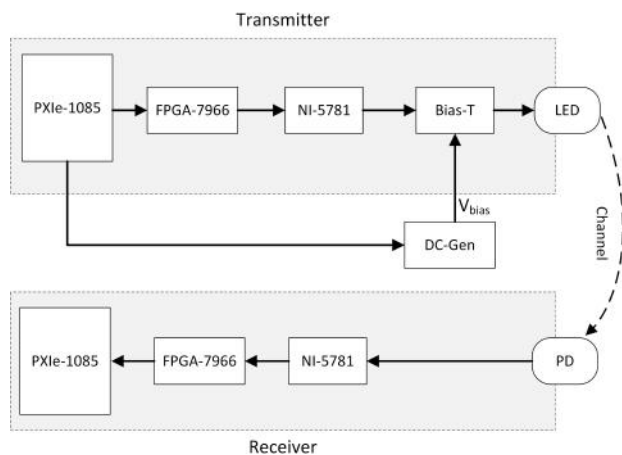 Transmitter
PXIe-1085
FPGA-7966
NI-5781
Bias-T
LED
Vbias
DC-Gen
Channel
PXIe-1085
FPGA-7966
NI-5781
PD
Receiver